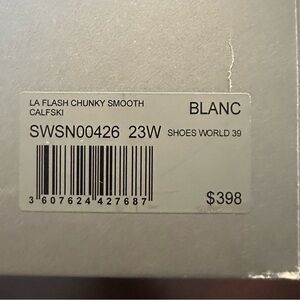 LA FLASH CHUNKY SMOOTH
CALFSKI
BLANC
SWSN00426 23W SHOES WORLD 39
3 607624 427687
$398